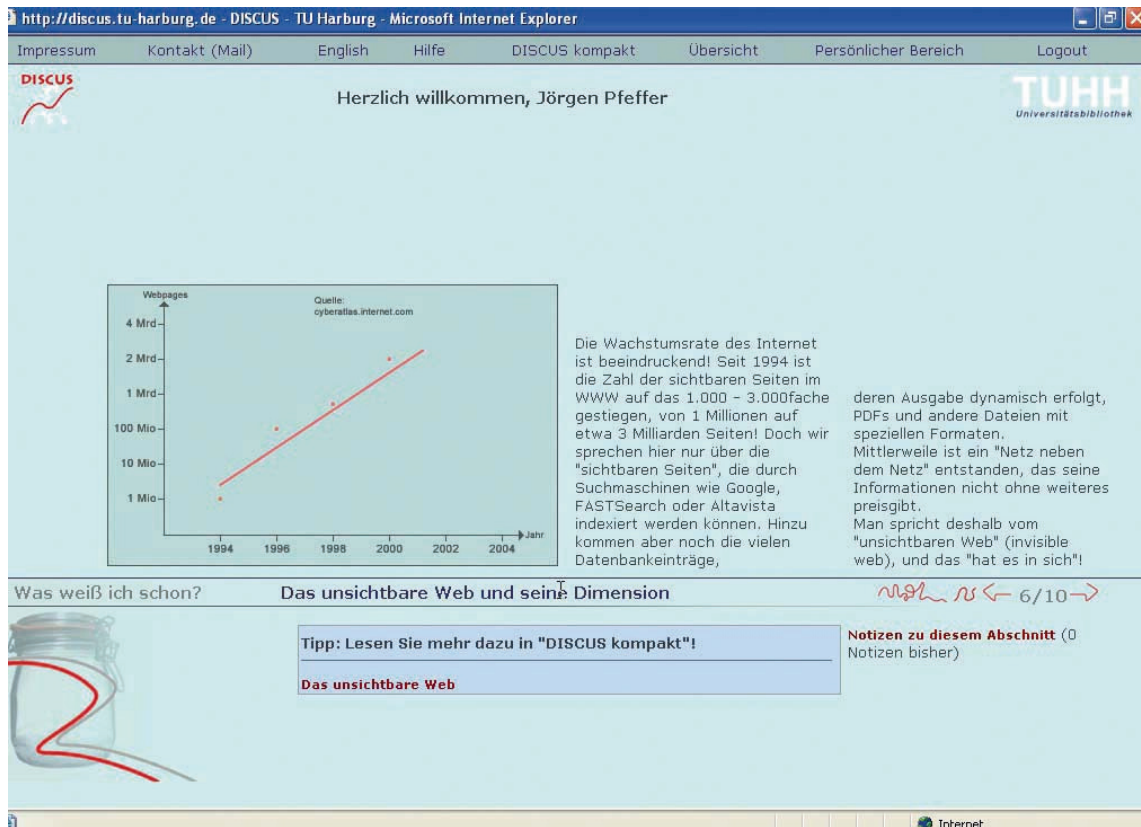 http://discus.tu-harburg.de - DISCUS - TU Harburg - Microsoft Internet Explorer
Impressum Kontakt (Mail) English Hilfe DISCUS kompakt Übersicht Persönlicher Bereich Logout
DISCUS
Herzlich willkommen, Jörgen Pfeffer
TUHH
Universitätsbibliothek
Webpages
Quelle:
cyberatlas.internet.com
4 Mrd
2 Mrd
1 Mrd
100 Mio
10 Mio
1 Mio
1994 1996 1998 2000 2002 2004
Jahr
Die Wachstumsrate des Internet
ist beeindruckend! Seit 1994 ist
die Zahl der sichtbaren Seiten im
WWW auf das 1.000 - 3.000fache
gestiegen, von 1 Millionen auf
etwa 3 Milliarden Seiten! Doch wir
sprechen hier nur über die
"sichtbaren Seiten", die durch
Suchmaschinen wie Google,
FASTSearch oder Altavista
indexiert werden können. Hinzu
kommen aber noch die vielen
Datenbankeinträge,
deren Ausgabe dynamisch erfolgt,
PDFs und andere Dateien mit
speziellen Formaten.
Mittlerweile ist ein "Netz neben
dem Netz" entstanden, das seine
Informationen nicht ohne weiteres
preisgibt.
Man spricht deshalb vom
"unsichtbaren Web" (invisible
web), und das "hat es in sich"!
Was weiß ich schon?
Das unsichtbare Web und seine Dimension
6/10
Tipp: Lesen Sie mehr dazu in "DISCUS kompakt"!
Das unsichtbare Web
Notizen zu diesem Abschnitt (0
Notizen bisher)
Internet